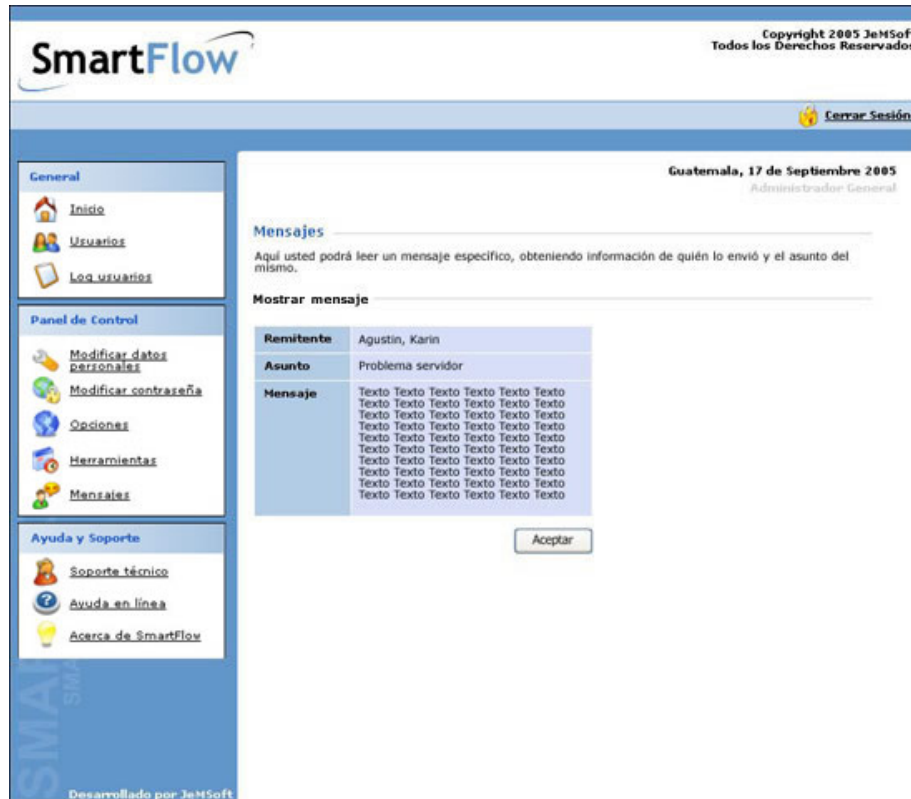 SmartFlow
Copyright 2005 JeMSof
Todos los Derechos Reservados
Cerrar Sesión
General
Inicio
Usuarios
Log usuarios
Panel de Control
Modificar datos
personales
Modificar contraseña
Opciones
Herramientas
Mensajes
Ayuda y Soporte
Soporte técnico
Ayuda en línea
Acerca de SmartFlow
SMAR
SMA
Desarrollado por JeMSoft
Guatemala, 17 de Septiembre 2005
Administrador General
Mensajes
Aquí usted podrá leer un mensaje específico, obteniendo información de quién lo envió y el asunto del
mismo.
Mostrar mensaje
Remitente Agustin, Karin
Asunto Problema servidor
Mensaje Texto Texto Texto Texto Texto Texto
Texto Texto Texto Texto Texto Texto
Texto Texto Texto Texto Texto Texto
Texto Texto Texto Texto Texto Texto
Texto Texto Texto Texto Texto Texto
Texto Texto Texto Texto Texto Texto
Texto Texto Texto Texto Texto Texto
Texto Texto Texto Texto Texto Texto
Texto Texto Texto Texto Texto Texto
Texto Texto Texto Texto Texto Texto
Aceptar